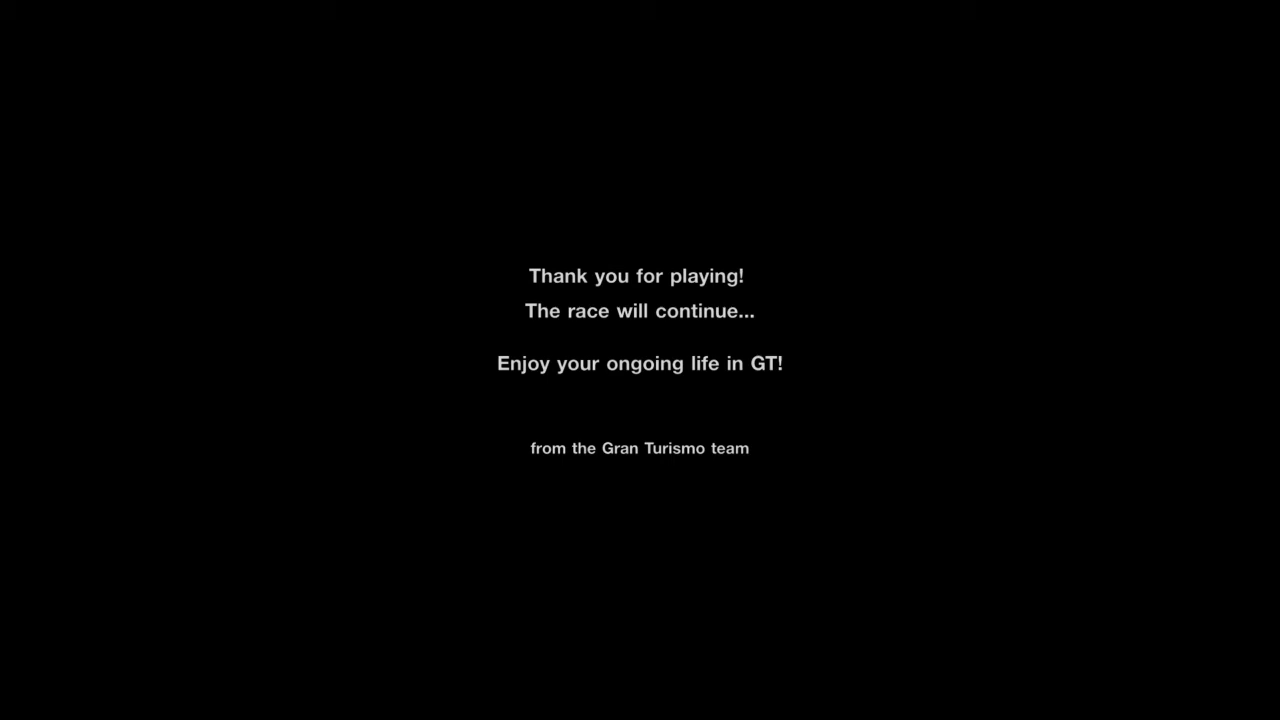 Thank you for playing!
The race will continue...
Enjoy your ongoing life in GT!
from the Gran Turismo team